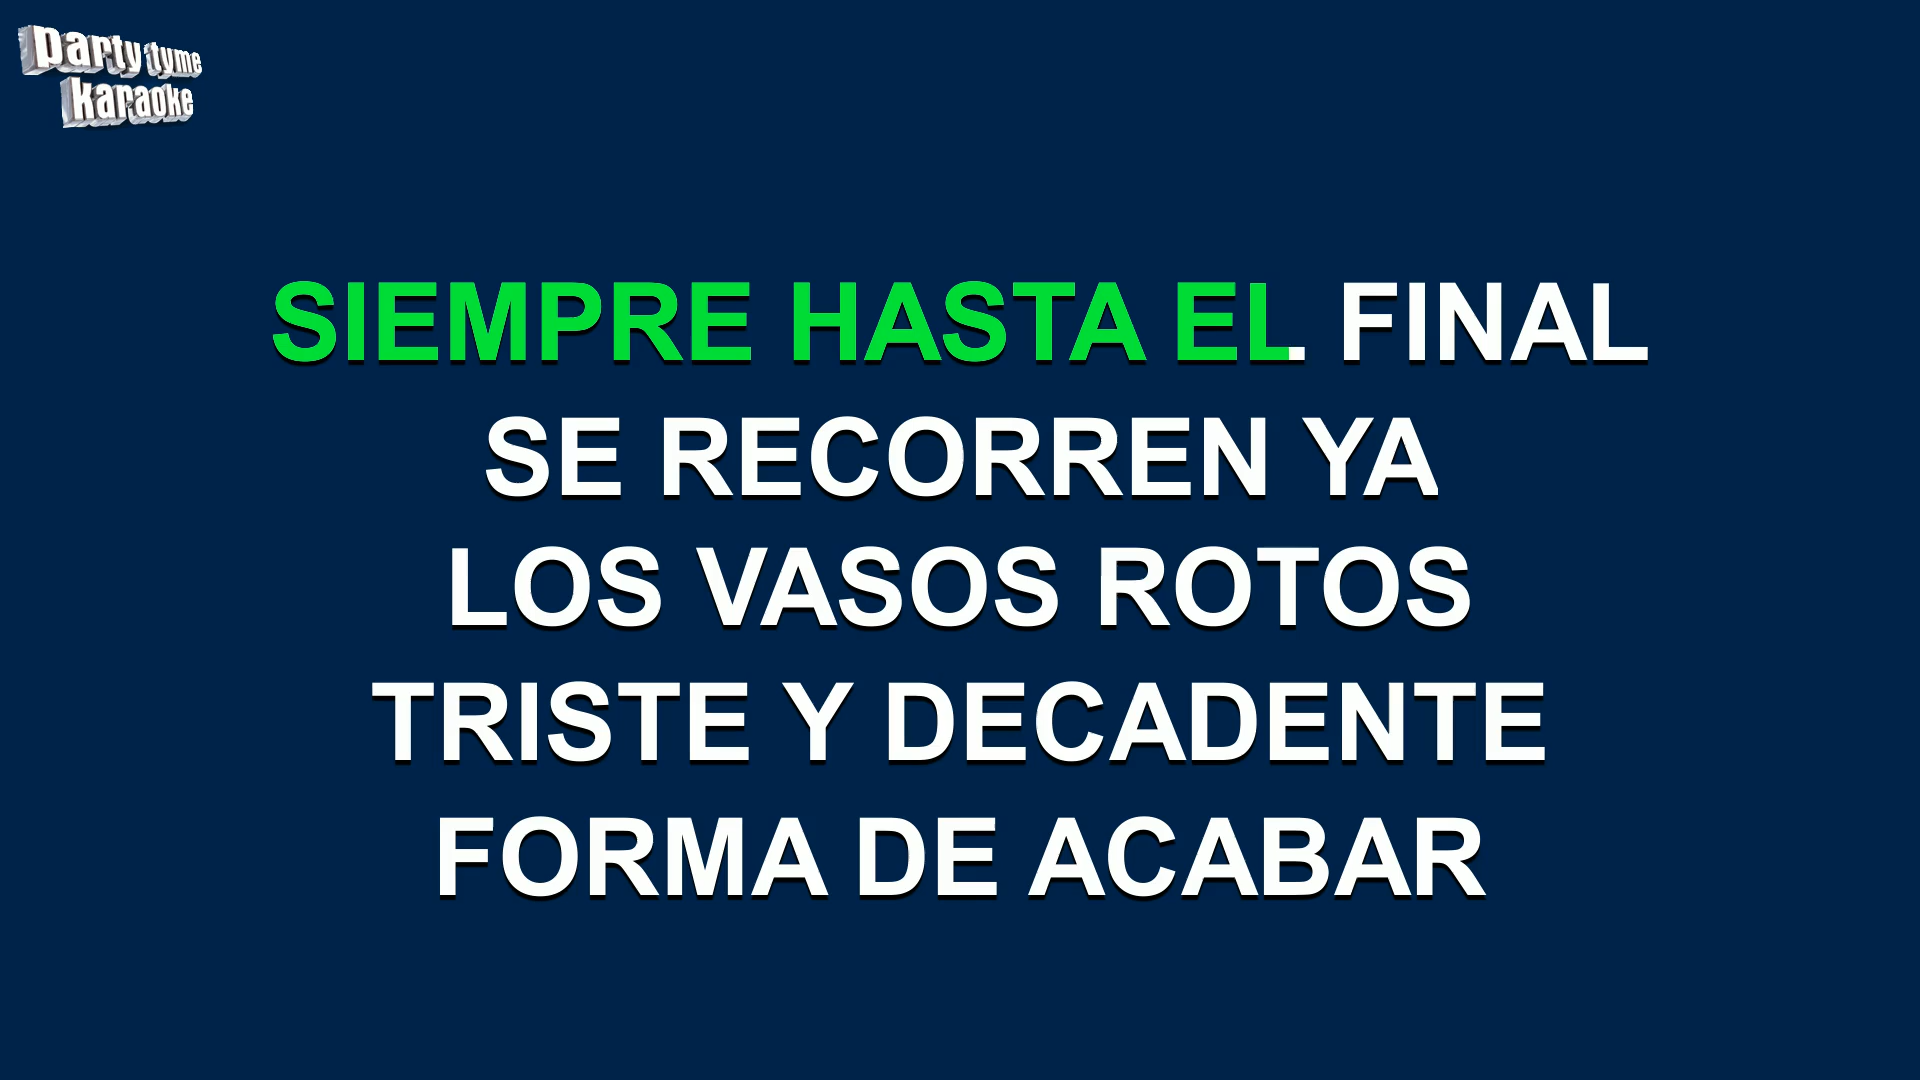 party tyme
karaoke
SIEMPRE HASTA EL FINAL
SE RECORREN YA
LOS VASOS ROTOS
TRISTE Y DECADENTE
FORMA DE ACABAR